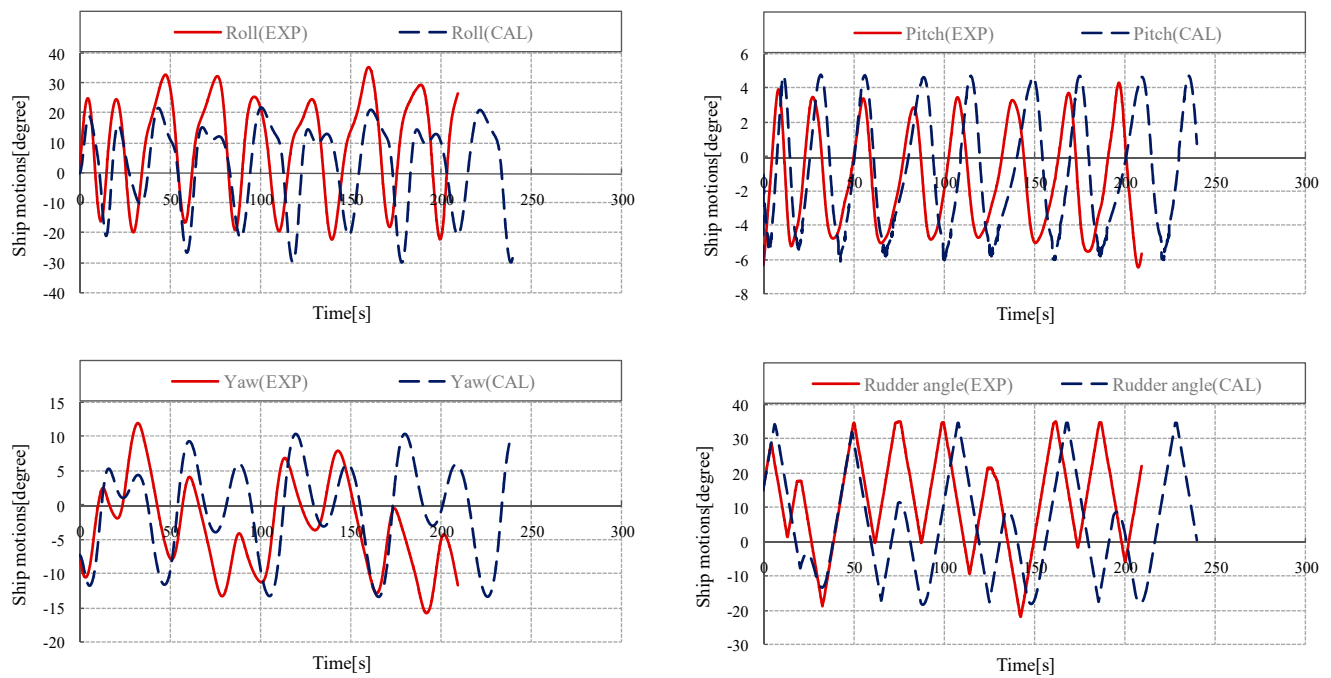 Roll(EXP) Roll(CAL)
40
30
20
10
0
-10
-20
-30
-40
0 50 100 150 200 250 300
Ship motions[degree]
Time[s]
Pitch(EXP) Pitch(CAL)
6
4
2
0
-2
-4
-6
-8
0 50 100 150 200 250 300
Ship motions[degree]
Time[s]
Yaw(EXP) Yaw(CAL)
15
10
5
0
-5
-10
-15
-20
0 50 100 150 200 250 300
Ship motions[degree]
Time[s]
Rudder angle(EXP) Rudder angle(CAL)
40
30
20
10
0
-10
-20
-30
0 50 100 150 200 250 300
Ship motions[degree]
Time[s]